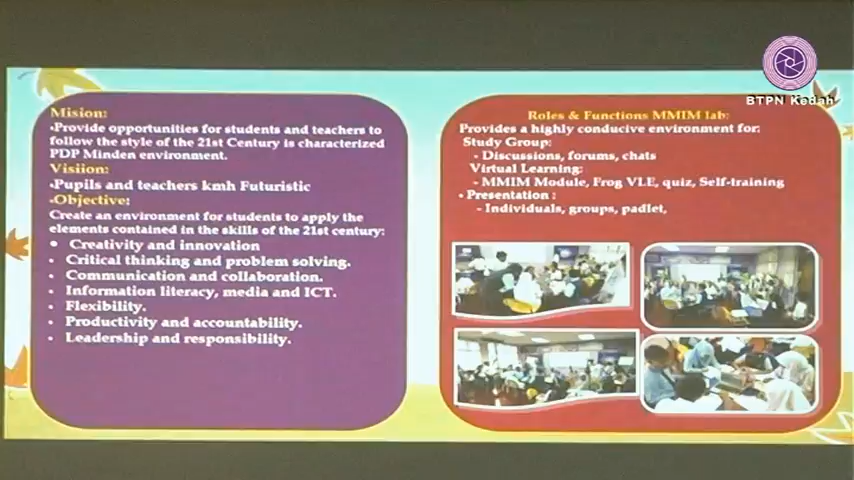 BTPN Kedah
Mision:
•Provide opportunities for students and teachers to
follow the style of the 21st Century is characterized
PDP Minden environment.
Visiion:
•Pupils and teachers kmh Futuristic
•Objective:
Create an environment for students to apply the
elements contained in the skills of the 21st century:
• Creativity and innovation
• Critical thinking and problem solving.
• Communication and collaboration.
• Information literacy, media and ICT.
• Flexibility.
• Productivity and accountability.
• Leadership and responsibility.
Roles & Functions MMIM lab:
Provides a highly conducive environment for:
Study Group:
- Discussions, forums, chats
Virtual Learning:
- MMIM Module, Frog VLE, quiz, Self-training
• Presentation :
- Individuals, groups, padlet,